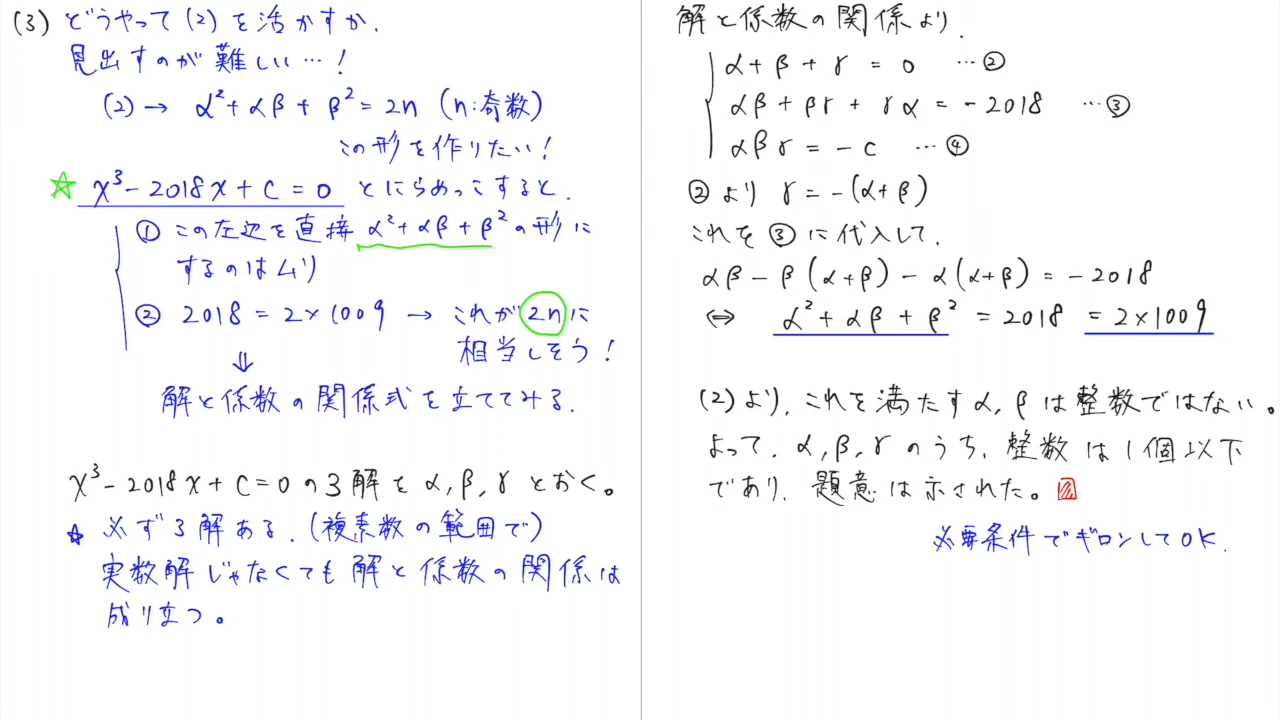 (3) どうやって (2) を活かすか.
見出すのが難しい…!
(2) → α²+αβ+β²=2n (n:奇数)
この形を作りたい!
☆ x³-2018x+c=0 とにらめっこすると.
① この左辺を直接 α²+αβ+β² の形に
するのはムリ
② 2018=2×1009 → これが 2n に
相当しそう!
⇓
解と係数の関係式を立ててみる.
x³-2018x+c=0 の3解を α,β,γ とおく。
☆ 必ず3解ある.(複素数の範囲で)
実数解じゃなくても解と係数の関係は
成り立つ。
解と係数の関係より.
α+β+γ=0 …②
αβ+βγ+γα=-2018 …③
αβγ=-c …④
②より γ=-(α+β)
これを③に代入して.
αβ-β(α+β)-α(α+β)=-2018
⇔ α²+αβ+β²=2018=2×1009
(2)より、これを満たすα,βは整数ではない。
よって、α,β,γのうち、整数は1個以下
であり、題意は示された。
必要条件でギロンしてOK.